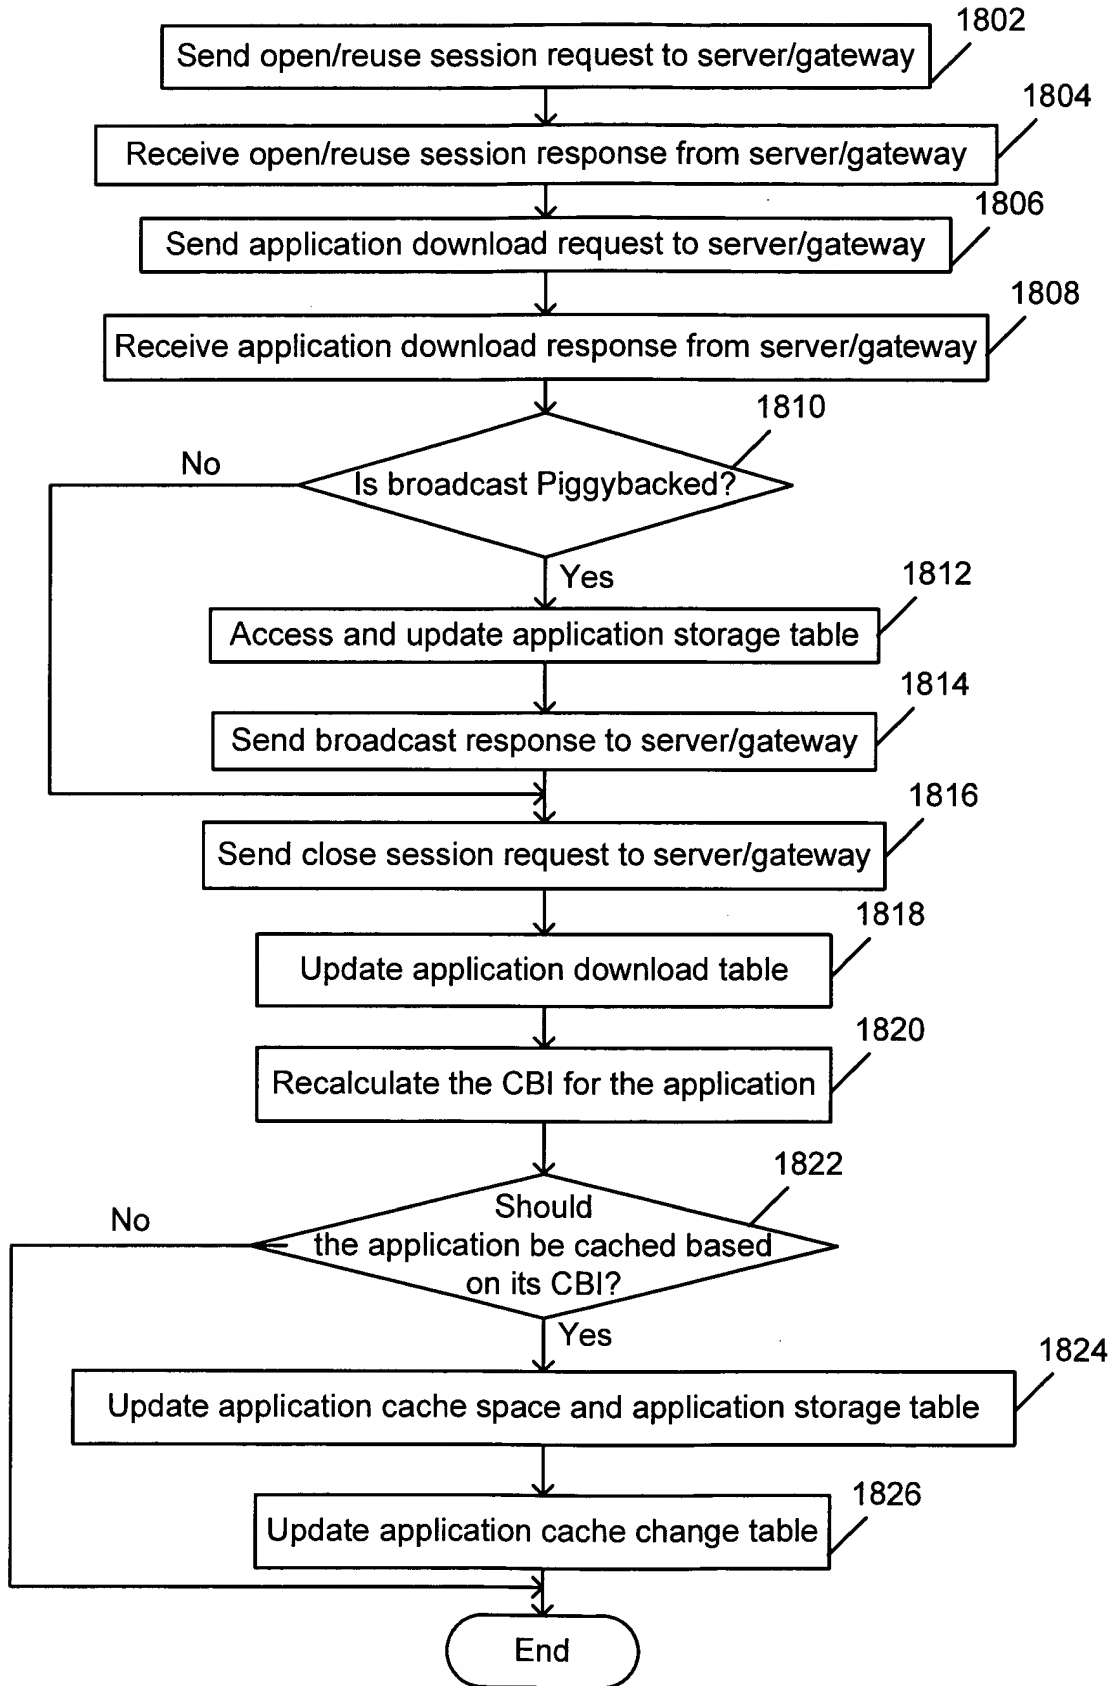 1802
Send open/reuse session request to server/gateway
1804
Receive open/reuse session response from server/gateway
1806
Send application download request to server/gateway
1808
Receive application download response from server/gateway
1810
No
Is broadcast Piggybacked?
Yes
1812
Access and update application storage table
1814
Send broadcast response to server/gateway
1816
Send close session request to server/gateway
1818
Update application download table
1820
Recalculate the CBI for the application
1822
No
Should
the application be cached based
on its CBI?
Yes
1824
Update application cache space and application storage table
1826
Update application cache change table
End